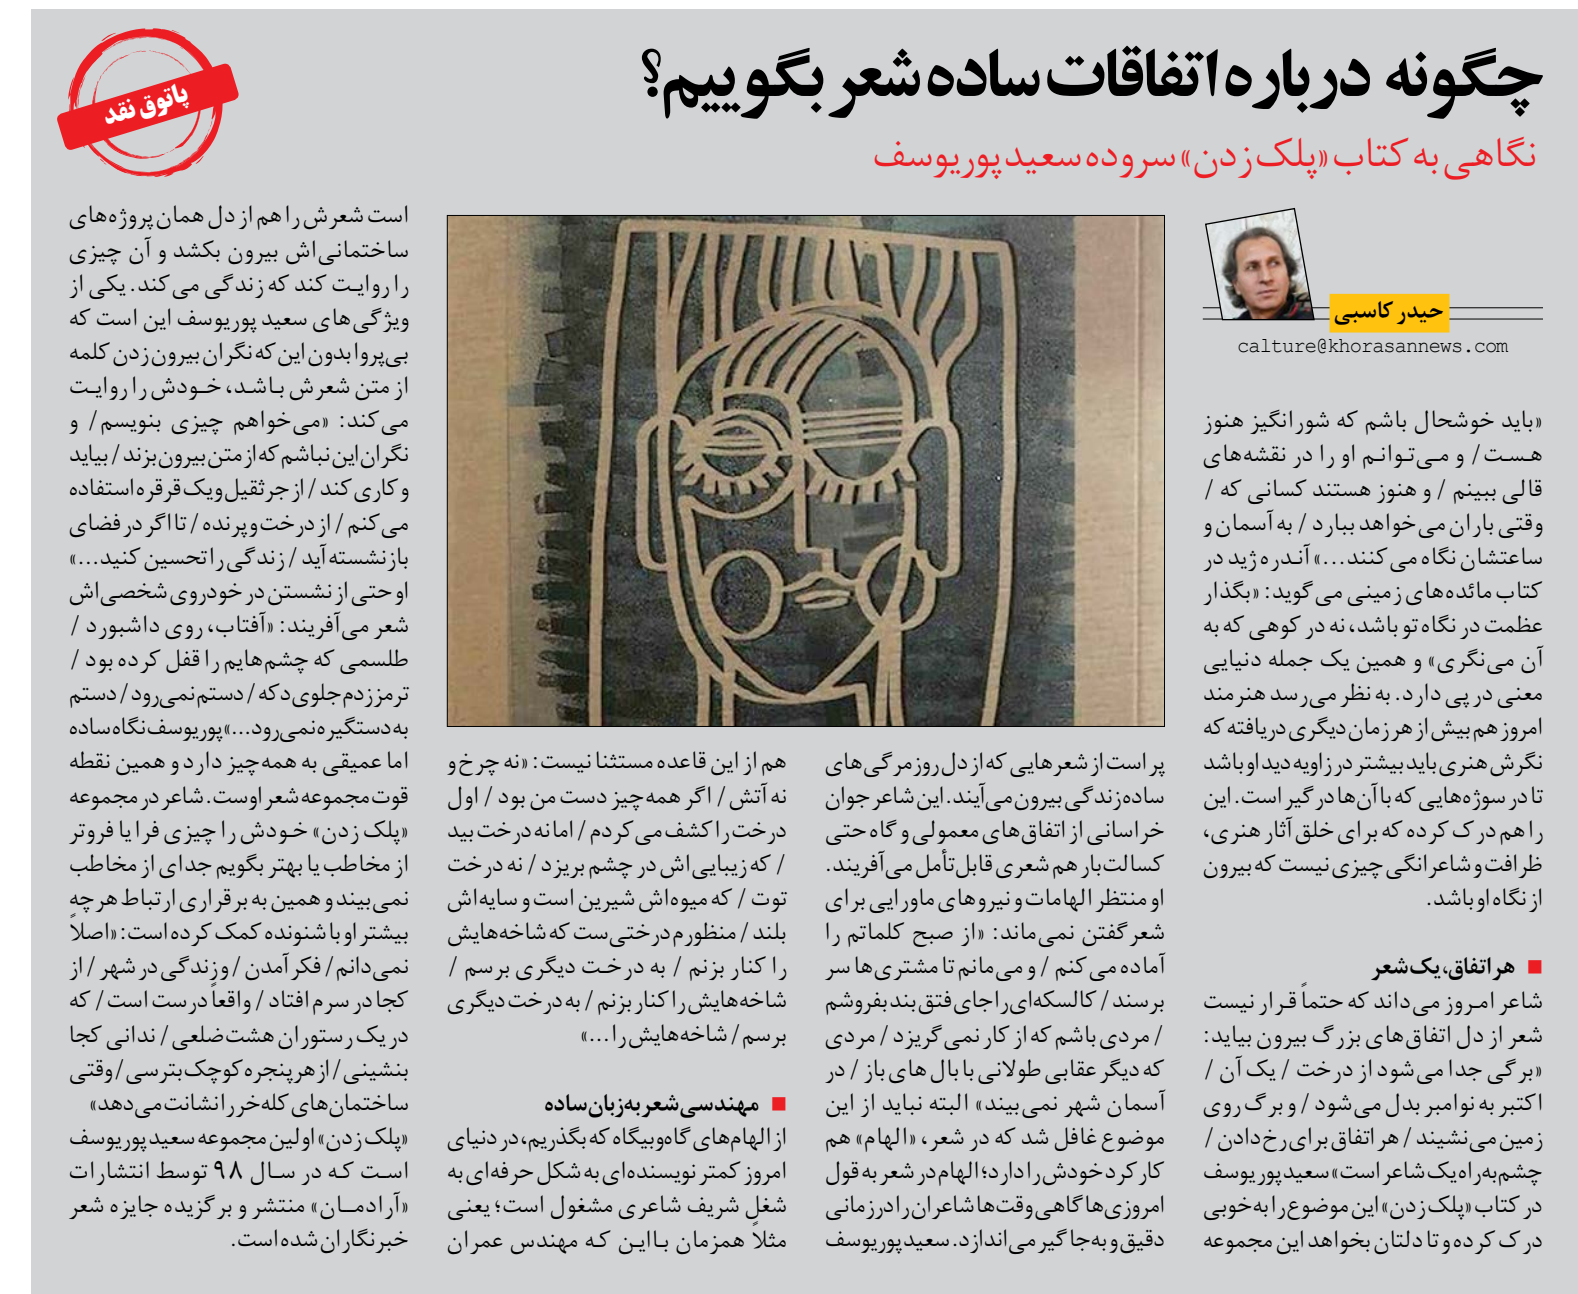 چگونه درباره اتفاقات ساده شعر بگوییم؟
نگاهی به کتاب «پلک زدن» سروده سعید پوریوسف
پاتوق نقد
حیدر کاسبی
calture@khorasannews.com
«باید خوشحال باشم که شورانگیز هنوز
هست/ و می‌توانم او را در نقشه‌های
قالی ببینم / و هنوز هستند کسانی که /
وقتی باران می‌خواهد ببارد / به آسمان و
ساعتشان نگاه می‌کنند...» آندره ژید در
کتاب مائده‌های زمینی می‌گوید: «بگذار
عظمت در نگاه تو باشد، نه در کوهی که به
آن می‌نگری» و همین یک جمله دنیایی
معنی در پی دارد. به نظر می‌رسد هنرمند
امروز هم بیش از هر زمان دیگری دریافته که
نگرش هنری باید بیشتر در زاویه دید او باشد
تا در سوژه‌هایی که با آن‌ها درگیر است. این
را هم درک کرده که برای خلق آثار هنری،
ظرافت و شاعرانگی چیزی نیست که بیرون
از نگاه او باشد.
هر اتفاق، یک شعر
شاعر امروز می‌داند که حتماً قرار نیست
شعر از دل اتفاق‌های بزرگ بیرون بیاید:
«برگی جدا می‌شود از درخت / یک آن /
اکتبر به نوامبر بدل می‌شود / و برگ روی
زمین می‌نشیند / هر اتفاق برای رخ دادن /
چشم‌به‌راه یک شاعر است» سعید پوریوسف
در کتاب «پلک زدن» این موضوع را به‌خوبی
درک کرده و تا دلتان بخواهد این مجموعه
پر است از شعرهایی که از دل روزمرگی‌های
ساده زندگی بیرون می‌آیند. این شاعر جوان
خراسانی از اتفاق‌های معمولی و گاه حتی
کسالت‌بار هم شعری قابل تأمل می‌آفریند.
او منتظر الهامات و نیروهای ماورایی برای
شعر گفتن نمی‌ماند: «از صبح کلماتم را
آماده می‌کنم / و می‌مانم تا مشتری‌ها سر
برسند / کالسکه‌ای را جای فتق‌بند بفروشم
/ مردی باشم که از کار نمی‌گریزد / مردی
که دیگر عقابی طولانی با بال های باز / در
آسمان شهر نمی‌بیند» البته نباید از این
موضوع غافل شد که در شعر، «الهام» هم
کارکرد خودش را دارد؛ الهام در شعر به قول
امروزی‌ها گاهی وقت‌ها شاعران را در زمانی
دقیق و به‌جا گیر می‌اندازد. سعید پوریوسف
هم از این قاعده مستثنا نیست: «نه چرخ و
نه آتش / اگر همه چیز دست من بود / اول
درخت را کشف می‌کردم / اما نه درخت بید
/ که زیبایی‌اش در چشم بریزد / نه درخت
توت / که میوه‌اش شیرین است و سایه‌اش
بلند / منظورم درختی‌ست که شاخه‌هایش
را کنار بزنم / به درخت دیگری برسم /
شاخه‌هایش را کنار بزنم / به درخت دیگری
برسم / شاخه‌هایش را...»
مهندسی شعر به زبان ساده
از الهام‌های گاه‌وبیگاه که بگذریم، در دنیای
امروز کمتر نویسنده‌ای به شکل حرفه‌ای به
شغل شریف شاعری مشغول است؛ یعنی
مثلاً همزمان بااین که مهندس عمران
است شعرش را هم از دل همان پروژه‌های
ساختمانی‌اش بیرون بکشد و آن چیزی
را روایت کند که زندگی می‌کند. یکی از
ویژگی‌های سعید پوریوسف این است که
بی‌پروا بدون این که نگران بیرون زدن کلمه
از متن شعرش باشد، خودش را روایت
می‌کند: «می‌خواهم چیزی بنویسم/ و
نگران این نباشم که از متن بیرون بزند / بیاید
و کاری کند / از جرثقیل و یک قرقره استفاده
می‌کنم / از درخت و پرنده / تا اگر در فضای
باز نشسته آید / زندگی را تحسین کنید...»
او حتی از نشستن در خودروی شخصی‌اش
شعر می‌آفریند: «آفتاب، روی داشبورد /
طلسمی که چشم‌هایم را قفل کرده بود /
ترمز زدم جلوی دکه / دستم نمی‌رود / دستم
به دستگیره نمی‌رود...» پوریوسف نگاه ساده
اما عمیقی به همه چیز دارد و همین نقطه
قوت مجموعه شعر اوست. شاعر در مجموعه
«پلک زدن» خودش را چیزی فرا یا فروتر
از مخاطب یا بهتر بگویم جدای از مخاطب
نمی‌بیند و همین به برقراری ارتباط هرچه
بیشتر او با شنونده کمک کرده است: «اصلاً
نمی‌دانم / فکر آمدن / و زندگی در شهر / از
کجا در سرم افتاد / واقعاً درست است / که
در یک رستوران هشت‌ضلعی / ندانی کجا
بنشینی / از هر پنجره کوچک بترسی / وقتی
ساختمان‌های کله‌خر را نشانت می‌دهد»
«پلک زدن» اولین مجموعه سعید پوریوسف
است که در سال ۹۸ توسط انتشارات
«آرادمان» منتشر و برگزیده جایزه شعر
خبرنگاران شده است.